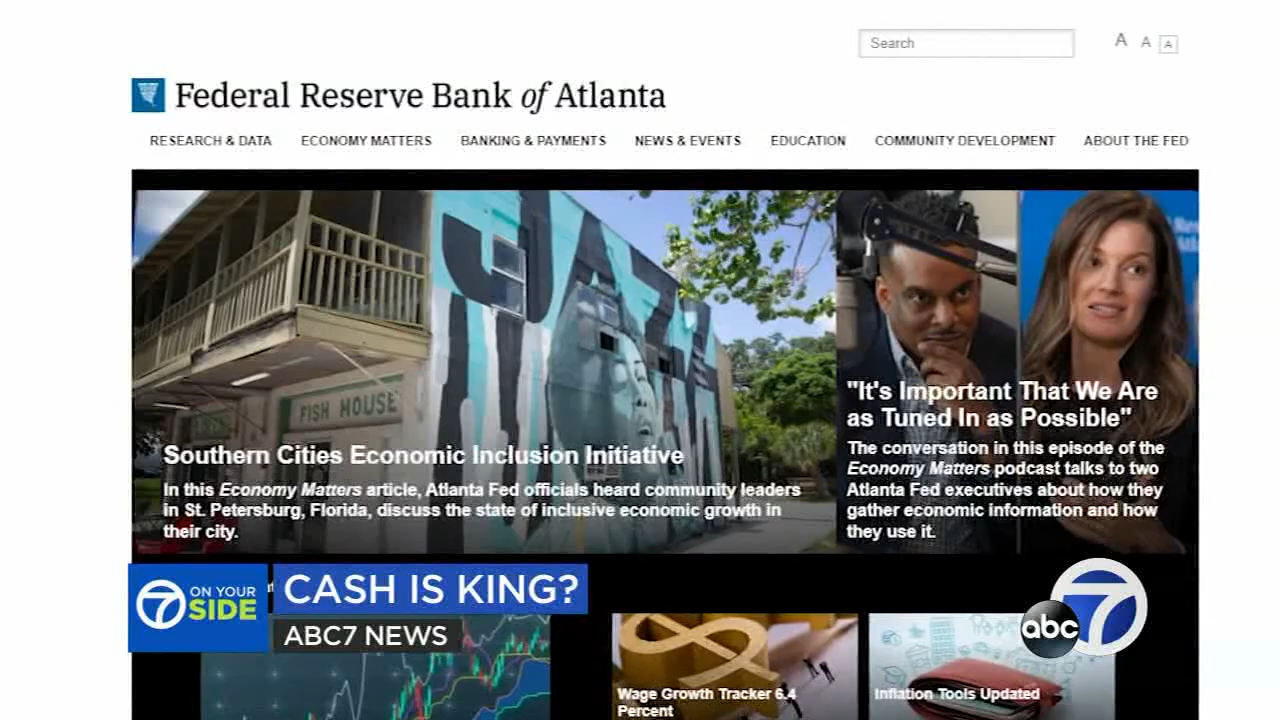 Search
A A A
Federal Reserve Bank of Atlanta
RESEARCH & DATA ECONOMY MATTERS BANKING & PAYMENTS NEWS & EVENTS EDUCATION COMMUNITY DEVELOPMENT ABOUT THE FED
JAZZ
FISH HOUSE
Southern Cities Economic Inclusion Initiative
In this Economy Matters article, Atlanta Fed officials heard community leaders
in St. Petersburg, Florida, discuss the state of inclusive economic growth in
their city.
"It's Important That We Are
as Tuned In as Possible"
The conversation in this episode of the
Economy Matters podcast talks to two
Atlanta Fed executives about how they
gather economic information and how
they use it.
7 ON YOUR
SIDE
CASH IS KING?
ABC7 NEWS
abc 7
Wage Growth Tracker 6.4
Percent
Inflation Tools Updated